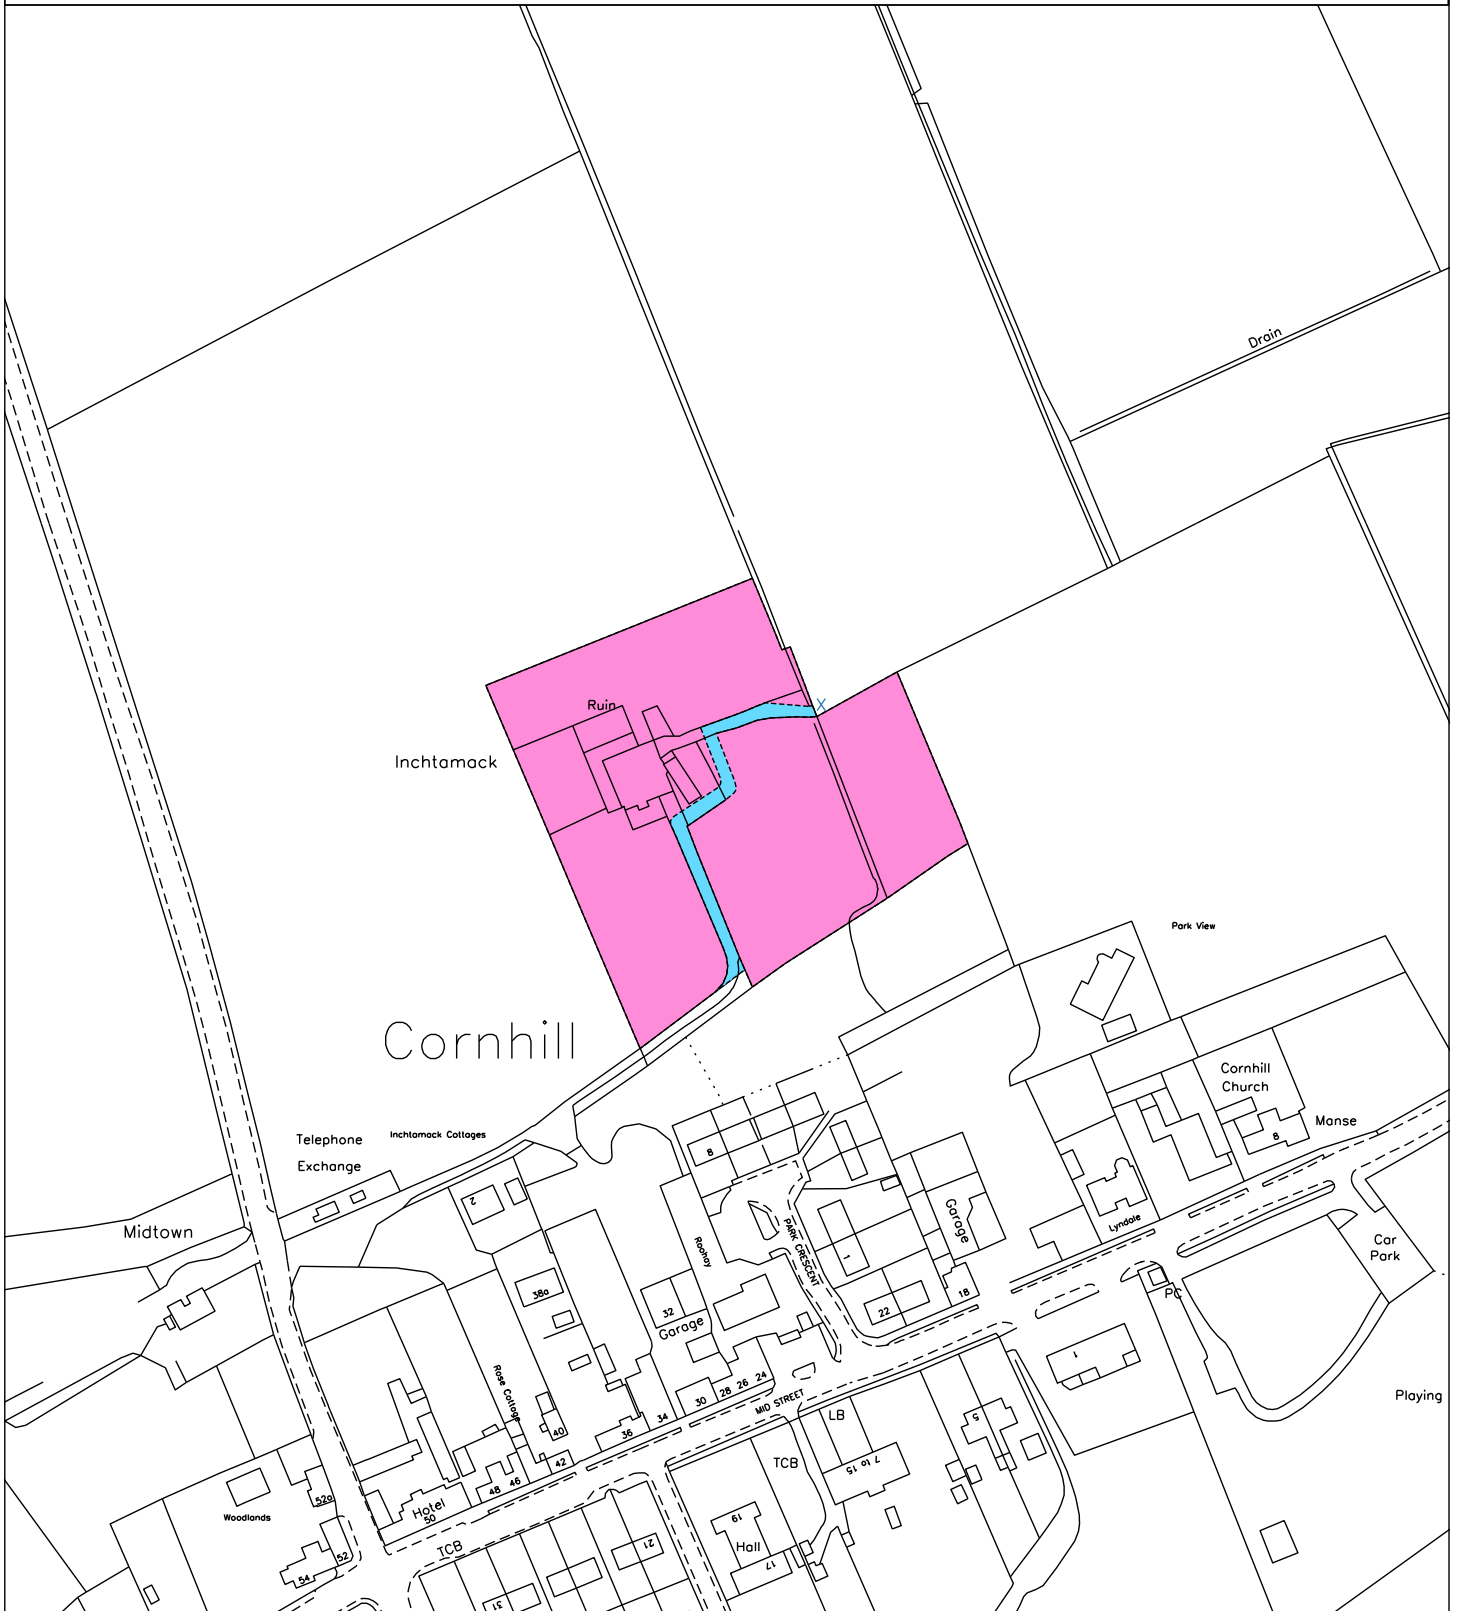 Drain
Ruin
X
Inchtamack
Park View
Cornhill
Cornhill
Church
Manse
8
Telephone
Exchange
Inchtamack Cottages
8
2
Midtown
PARK CRESCENT
1
Garage
Lyndale
Car
Park
Roohay
38a
32
Garage
22
18
PC
1
Rose Cottage
24
26
28
30
34
MID STREET
36
40
42
46
48
Hotel
50
LB
5
Playing
TCB
7 to 15
52a
Woodlands
52
54
TCB
19
Hall
17
21
31